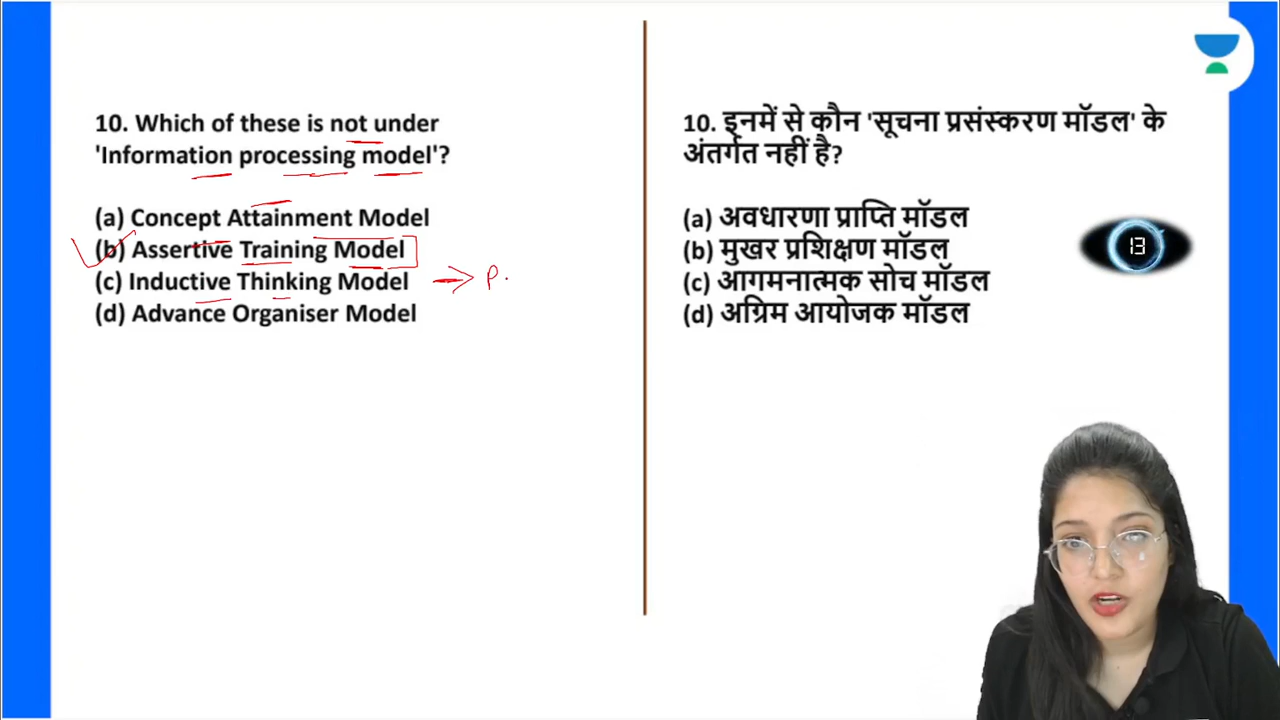 10. Which of these is not under
'Information processing model'?
(a) Concept Attainment Model
(b) Assertive Training Model
(c) Inductive Thinking Model → P.
(d) Advance Organiser Model
10. इनमें से कौन 'सूचना प्रसंस्करण मॉडल' के
अंतर्गत नहीं है?
(a) अवधारणा प्राप्ति मॉडल
(b) मुखर प्रशिक्षण मॉडल
(c) आगमनात्मक सोच मॉडल
(d) अग्रिम आयोजक मॉडल
13